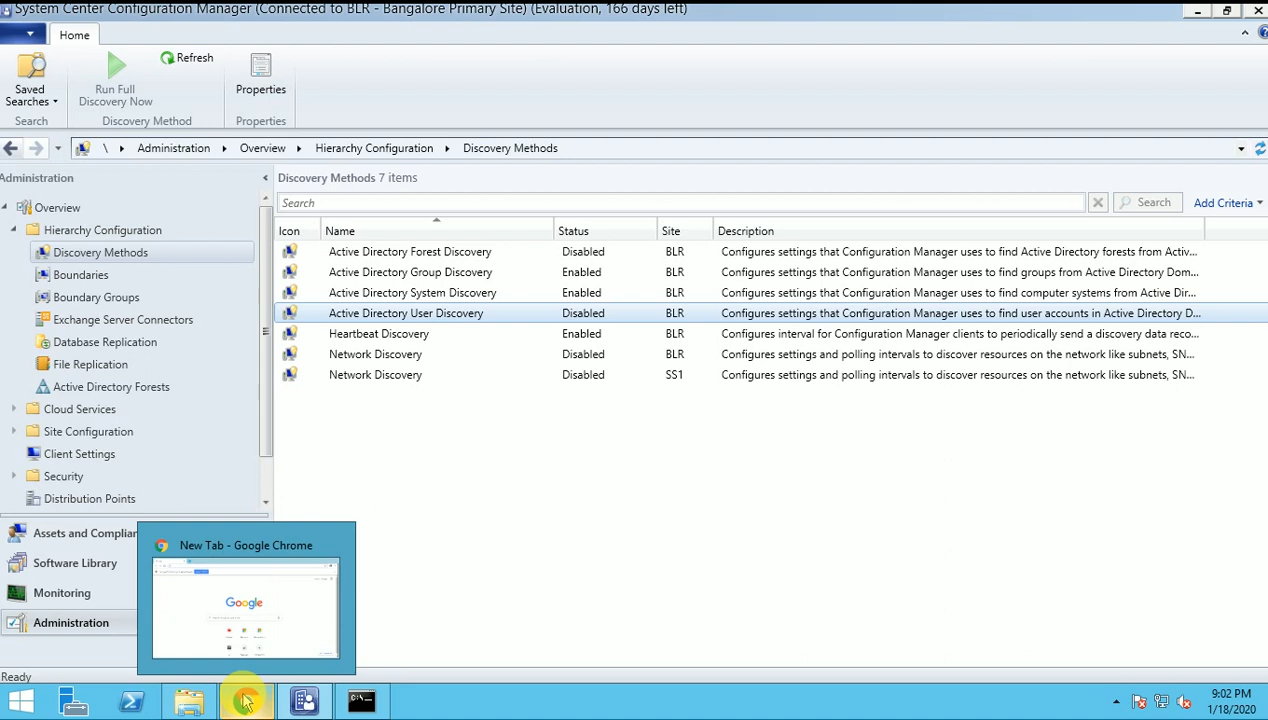 System Center Configuration Manager (Connected to BLR - Bangalore Primary Site) (Evaluation, 166 days left)
Home
Saved Searches
Run Full Discovery Now
Refresh
Properties
Search
Discovery Method
Properties
\ Administration Overview Hierarchy Configuration Discovery Methods
Administration
Overview
Hierarchy Configuration
Discovery Methods
Boundaries
Boundary Groups
Exchange Server Connectors
Database Replication
File Replication
Active Directory Forests
Cloud Services
Site Configuration
Client Settings
Security
Distribution Points
Assets and Complian
Software Library
Monitoring
Administration
Discovery Methods 7 items
Search Search Add Criteria
Icon Name Status Site Description
Active Directory Forest Discovery Disabled BLR Configures settings that Configuration Manager uses to find Active Directory forests from Activ...
Active Directory Group Discovery Enabled BLR Configures settings that Configuration Manager uses to find groups from Active Directory Dom...
Active Directory System Discovery Enabled BLR Configures settings that Configuration Manager uses to find computer systems from Active Dir...
Active Directory User Discovery Disabled BLR Configures settings that Configuration Manager uses to find user accounts in Active Directory D...
Heartbeat Discovery Enabled BLR Configures interval for Configuration Manager clients to periodically send a discovery data reco...
Network Discovery Disabled BLR Configures settings and polling intervals to discover resources on the network like subnets, SN...
Network Discovery Disabled SS1 Configures settings and polling intervals to discover resources on the network like subnets, SN...
New Tab - Google Chrome
Google
Ready
C:\.
9:02 PM
1/18/2020